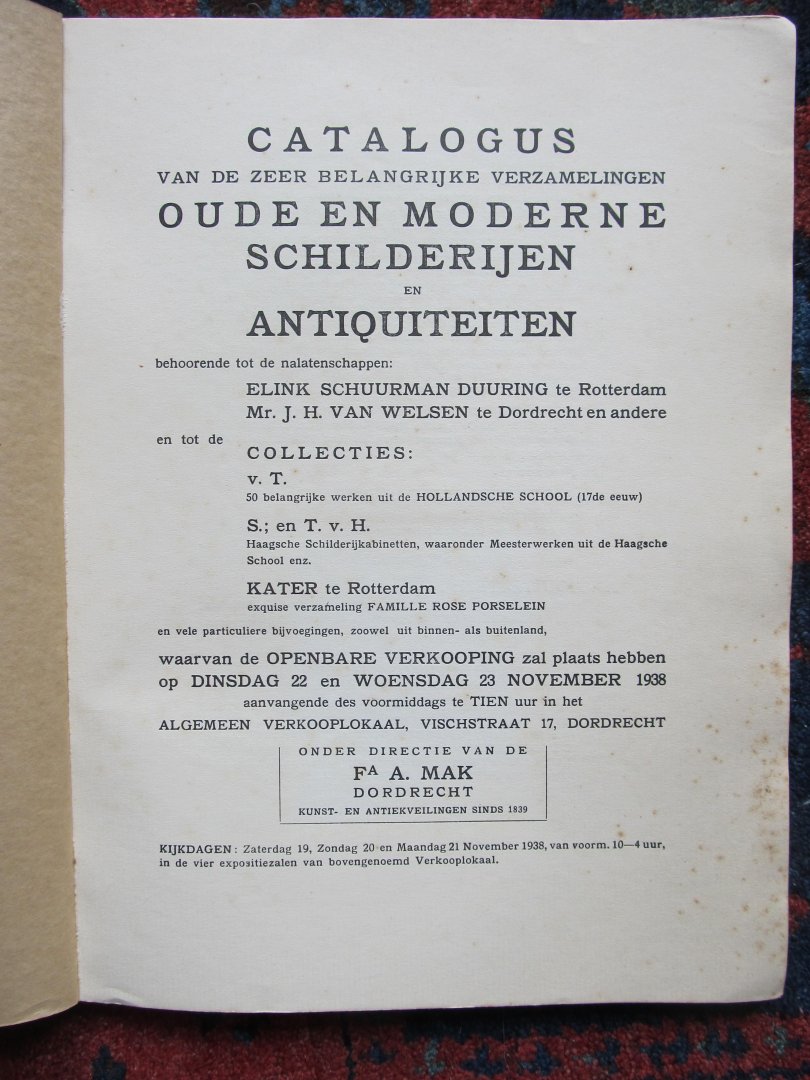 CATALOGUS
VAN DE ZEER BELANGRIJKE VERZAMELINGEN
OUDE EN MODERNE
SCHILDERIJEN
EN
ANTIQUITEITEN
behoorende tot de nalatenschappen:
ELINK SCHUURMAN DUURING te Rotterdam
Mr. J. H. VAN WELSEN te Dordrecht en andere
en tot de
COLLECTIES:
v. T.
50 belangrijke werken uit de HOLLANDSCHE SCHOOL (17de eeuw)
S.; en T. v. H.
Haagsche Schilderijkabinetten, waaronder Meesterwerken uit de Haagsche
School enz.
KATER te Rotterdam
exquise verzameling FAMILLE ROSE PORSELEIN
en vele particuliere bijvoegingen, zoowel uit binnen- als buitenland,
waarvan de OPENBARE VERKOOPING zal plaats hebben
op DINSDAG 22 en WOENSDAG 23 NOVEMBER 1938
aanvangende des voormiddags te TIEN uur in het
ALGEMEEN VERKOOPLOKAAL, VISCHSTRAAT 17, DORDRECHT
ONDER DIRECTIE VAN DE
FA A. MAK
DORDRECHT
KUNST- EN ANTIEKVEILINGEN SINDS 1839
KIJKDAGEN: Zaterdag 19, Zondag 20 en Maandag 21 November 1938, van voorm. 10—4 uur,
in de vier expositiezalen van bovengenoemd Verkooplokaal.